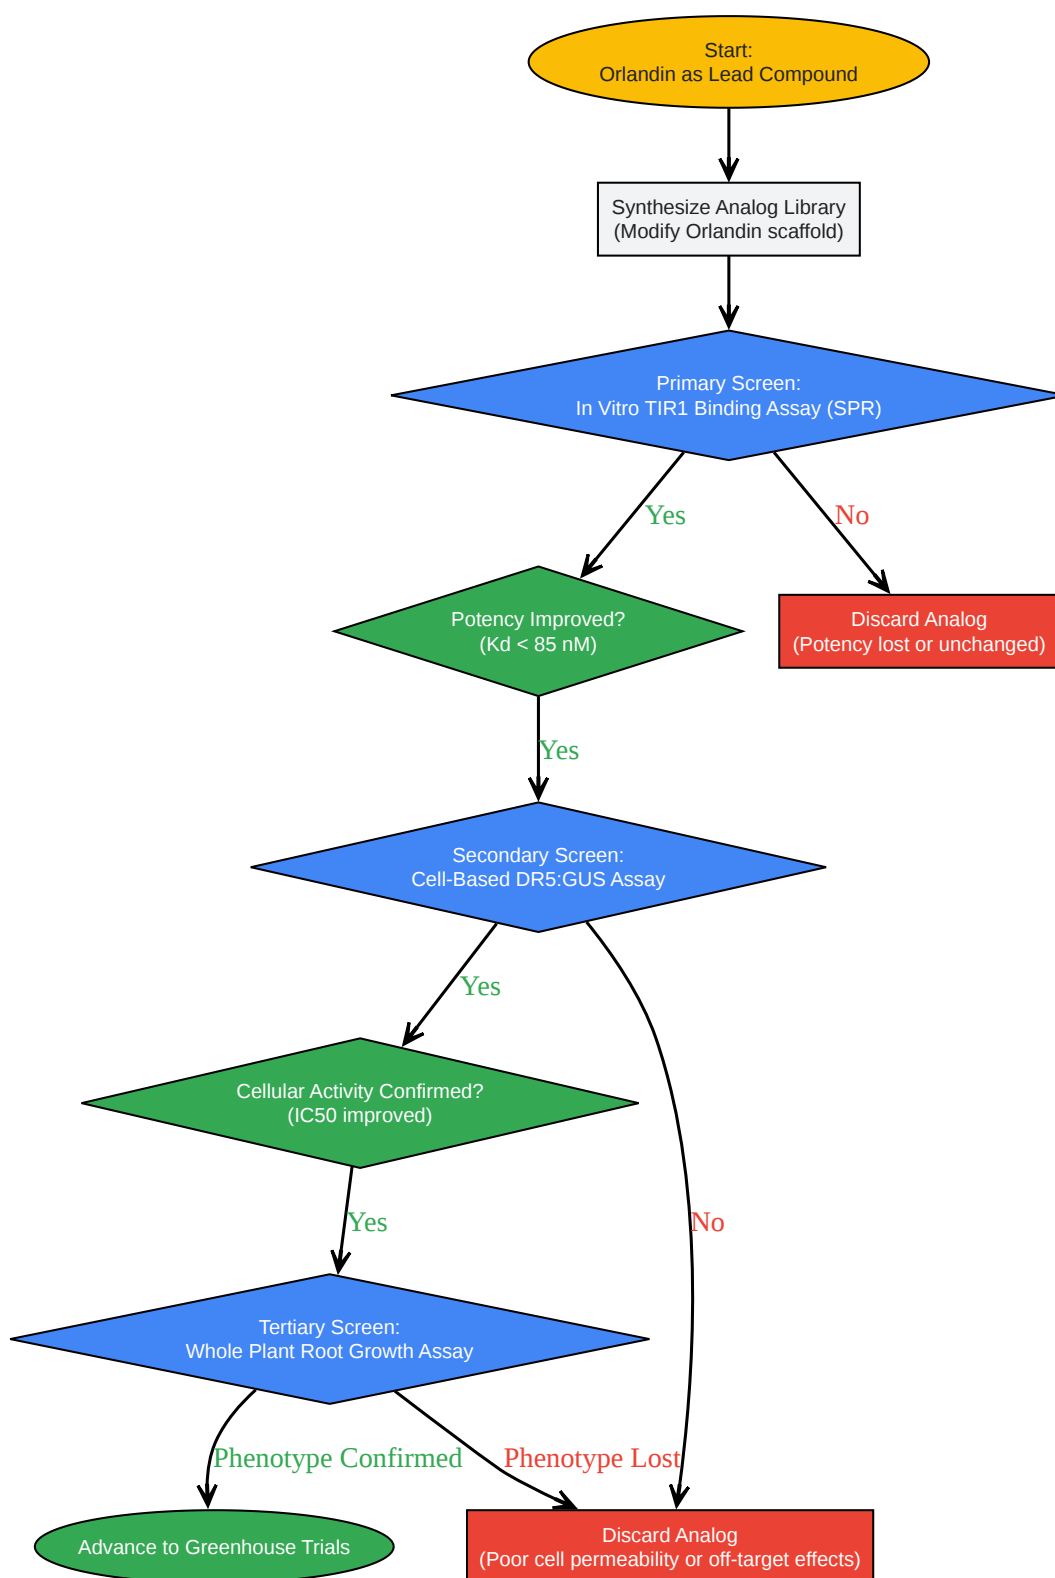 Start:
Orlandin as Lead Compound
Synthesize Analog Library
(Modify Orlandin scaffold)
Primary Screen:
In Vitro TIR1 Binding Assay (SPR)
Yes
No
Potency Improved?
(Kd < 85 nM)
Discard Analog
(Potency lost or unchanged)
Yes
Secondary Screen:
Cell-Based DR5:GUS Assay
Yes
Cellular Activity Confirmed?
(IC50 improved)
Yes
No
Tertiary Screen:
Whole Plant Root Growth Assay
Phenotype Confirmed
Phenotype Lost
Advance to Greenhouse Trials
Discard Analog
(Poor cell permeability or off-target effects)